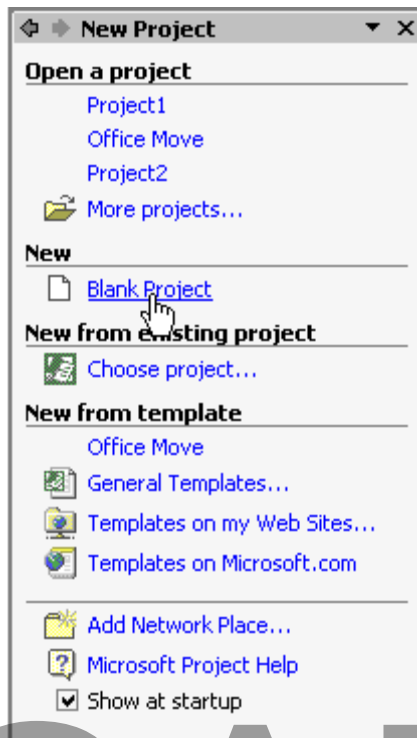 New Project
Open a project
Project1
Office Move
Project2
More projects...
New
Blank Project
New from existing project
Choose project...
New from template
Office Move
General Templates...
Templates on my Web Sites...
Templates on Microsoft.com
Add Network Place...
Microsoft Project Help
Show at startup